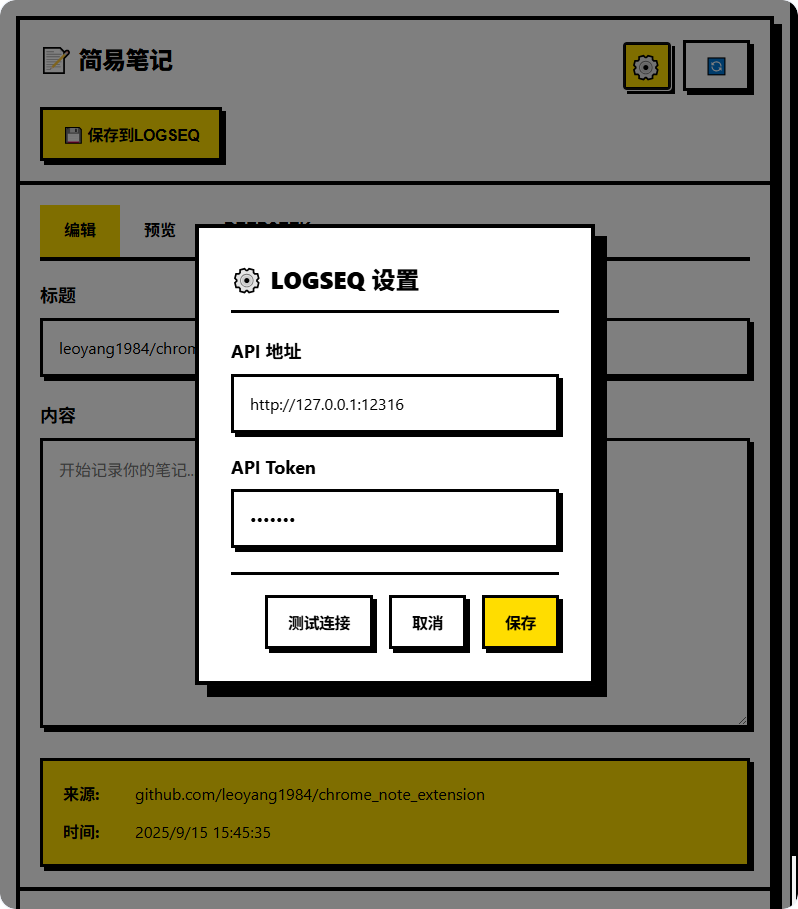 简易笔记
保存到LOGSEQ
编辑
预览
标题
leoyang1984/chrom
内容
开始记录你的笔记..
LOGSEQ 设置
API 地址
http://127.0.0.1:12316
API Token
•••••••
测试连接
取消
保存
来源:
github.com/leoyang1984/chrome_note_extension
时间:
2025/9/15 15:45:35